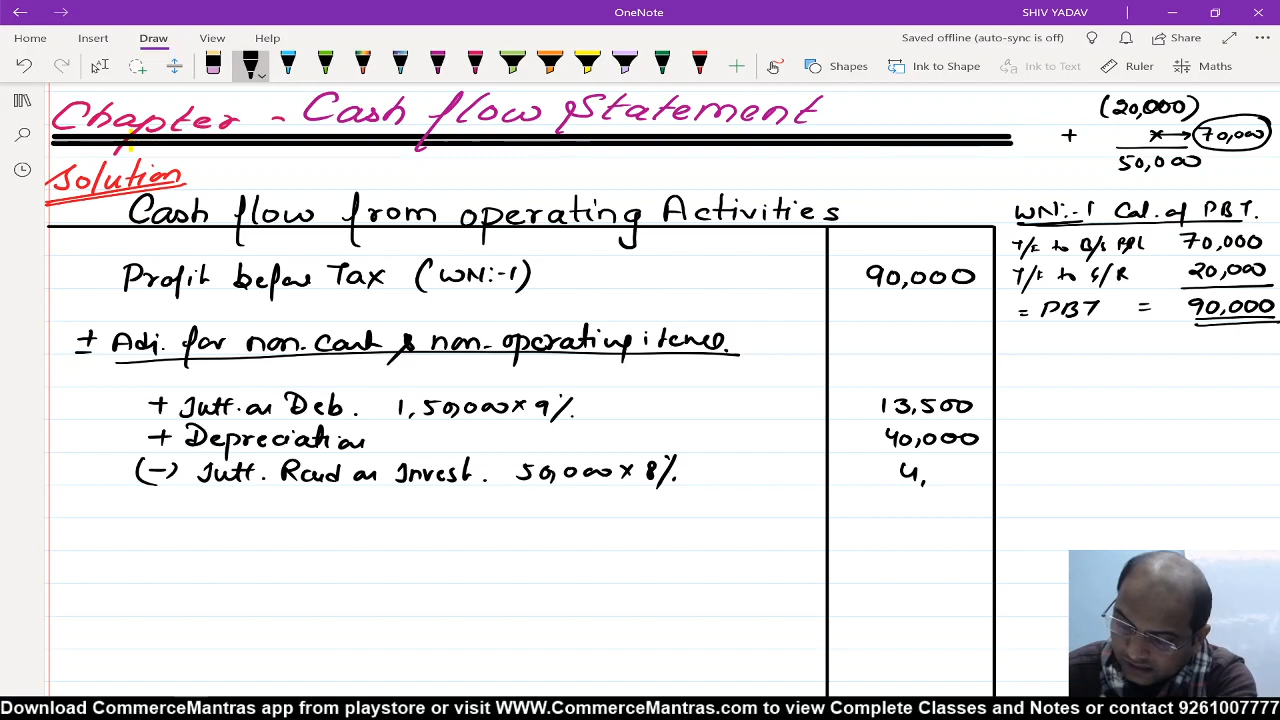 OneNote
SHIV YADAV
Home Insert Draw View Help
Saved offline (auto-sync is off) Share
Shapes Ink to Shape Ink to Text Ruler Maths
Chapter - Cash flow Statement
(20,000)
+ x → 70,000
50,000
Solution
Cash flow from operating Activities
WN:-1 Cal. of PBT.
T/f to B/s P/L 70,000
T/f to G/R 20,000
= PBT = 90,000
Profit before Tax (WN:-1) 90,000
± Adj. for non-cash & non-operating items.
+ Intt. on Deb. 1,50,000 × 9% 13,500
+ Depreciation 40,000
(-) Intt. Recd on Invest. 50,000 × 8% 4,
Download CommerceMantras app from playstore or visit WWW.CommerceMantras.com to view Complete Classes and Notes or contact 9261007777